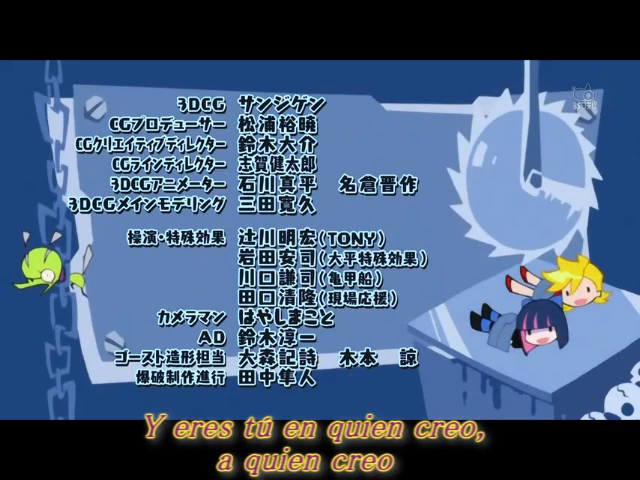 3DCG サンジゲン
CGプロデューサー 松浦裕暁
CGクリエイティブディレクター 鈴木大介
CGラインディレクター 志賀健太郎
3DCGアニメーター 石川真平 名倉晋作
3DCGメインモデリング 三田寛久
操演・特殊効果 辻川明宏(TONY)
岩田安司(大平特殊効果)
川口謙司(亀甲船)
田口清隆(現場応援)
カメラマン はやしまこと
AD 鈴木淳一
ゴースト造形担当 大森記詩 木本 諒
爆破制作進行 田中隼人
Y eres tú en quien creo,
a quien creo